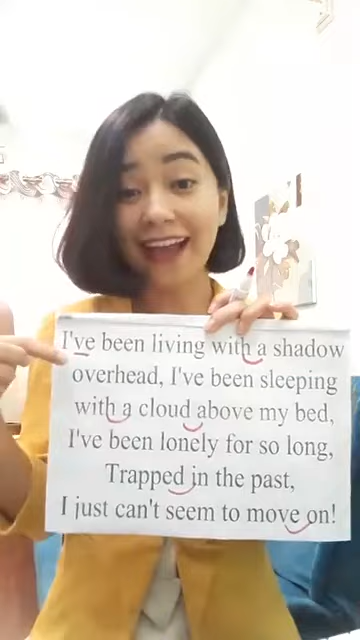 I've been living with a shadow
overhead, I've been sleeping
with a cloud above my bed,
I've been lonely for so long,
Trapped in the past,
I just can't seem to move on!